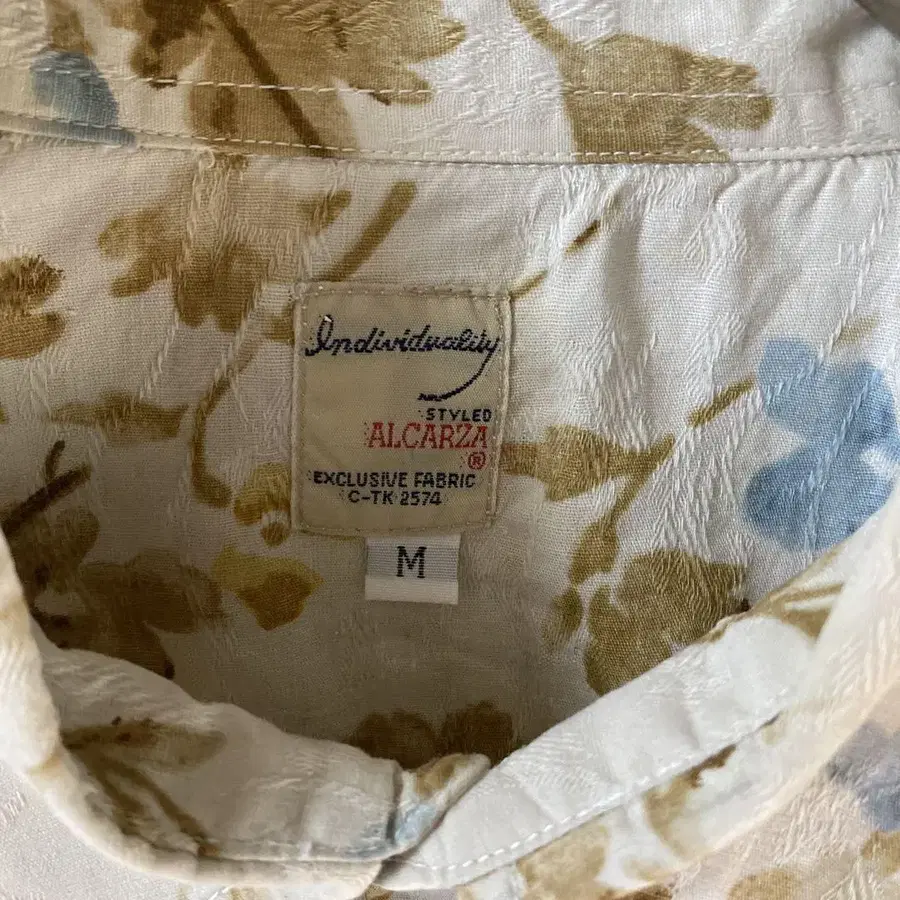 Individuality
STYLED
ALCARZA
®
EXCLUSIVE FABRIC
C-TK 2574
M